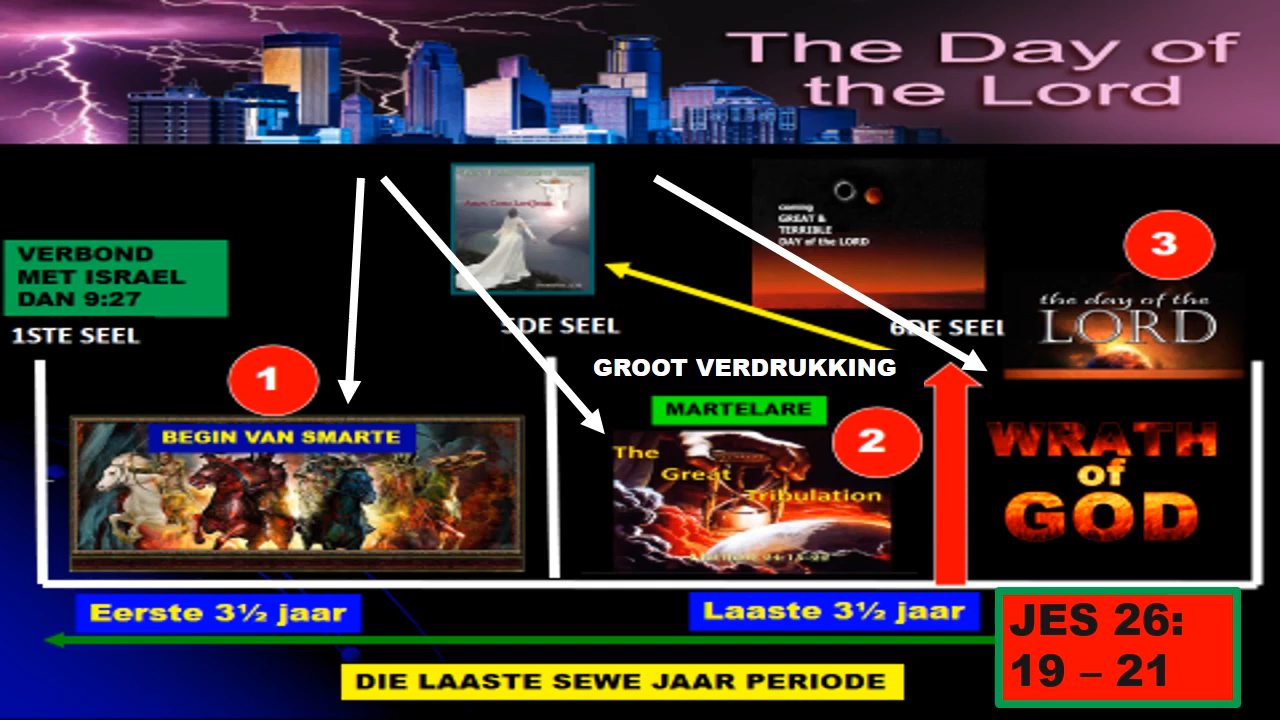 The Day of
the Lord
coming
GREAT &
TERRIBLE
DAY of the LORD
3
the day of the
LORD
VERBOND
MET ISRAEL
DAN 9:27
1STE SEEL
5DE SEEL
6DE SEEL
1
GROOT VERDRUKKING
MARTELARE
2
BEGIN VAN SMARTE
The
Great
Tribulation
WRATH
of
GOD
Eerste 3½ jaar
Laaste 3½ jaar
JES 26:
19 – 21
DIE LAASTE SEWE JAAR PERIODE